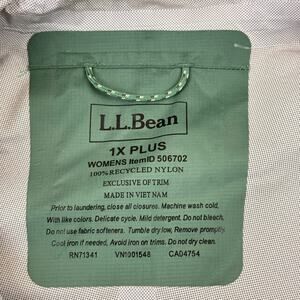 L.L.Bean
1X PLUS
WOMENS ItemID 506702
100% RECYCLED NYLON
EXCLUSIVE OF TRIM
MADE IN VIETNAM
Prior to laundering, close all closures. Machine wash cold.
With like colors. Delicate cycle. Mild detergent. Do not bleach.
Do not use fabric softeners. Tumble dry low, Remove promptly.
Cool iron if needed, Avoid iron on trims. Do not dry clean.
RN71341 VN1001548 CA04754